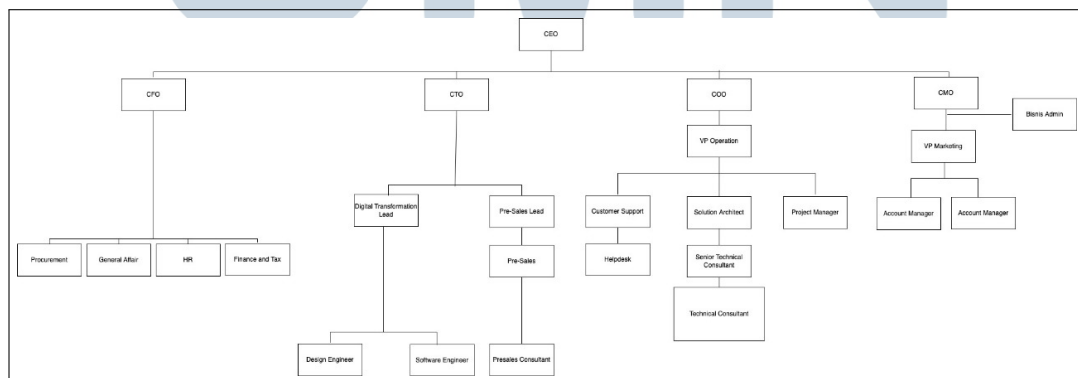 CEO
CFO
CTO
COO
CMO
Bisnis Admin
VP Operation
VP Marketing
Digital Transformation
Lead
Pre-Sales Lead
Customer Support
Solution Architect
Project Manager
Account Manager
Account Manager
Procurement
General Affair
HR
Finance and Tax
Pre-Sales
Helpdesk
Senior Technical
Consultant
Technical Consultant
Design Engineer
Software Engineer
Presales Consultant